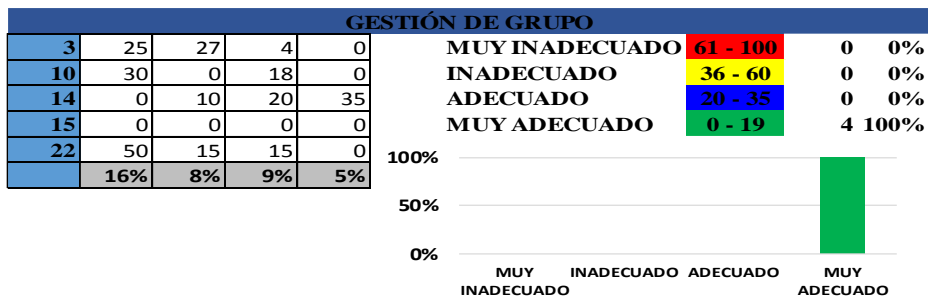 GESTIÓN DE GRUPO
3 25 27 4 0 MUY INADECUADO 61 - 100 0 0%
10 30 0 18 0 INADECUADO 36 - 60 0 0%
14 0 10 20 35 ADECUADO 20 - 35 0 0%
15 0 0 0 0 MUY ADECUADO 0 - 19 4 100%
22 50 15 15 0
16% 8% 9% 5%
100%
50%
0%
MUY INADECUADO INADECUADO ADECUADO MUY ADECUADO